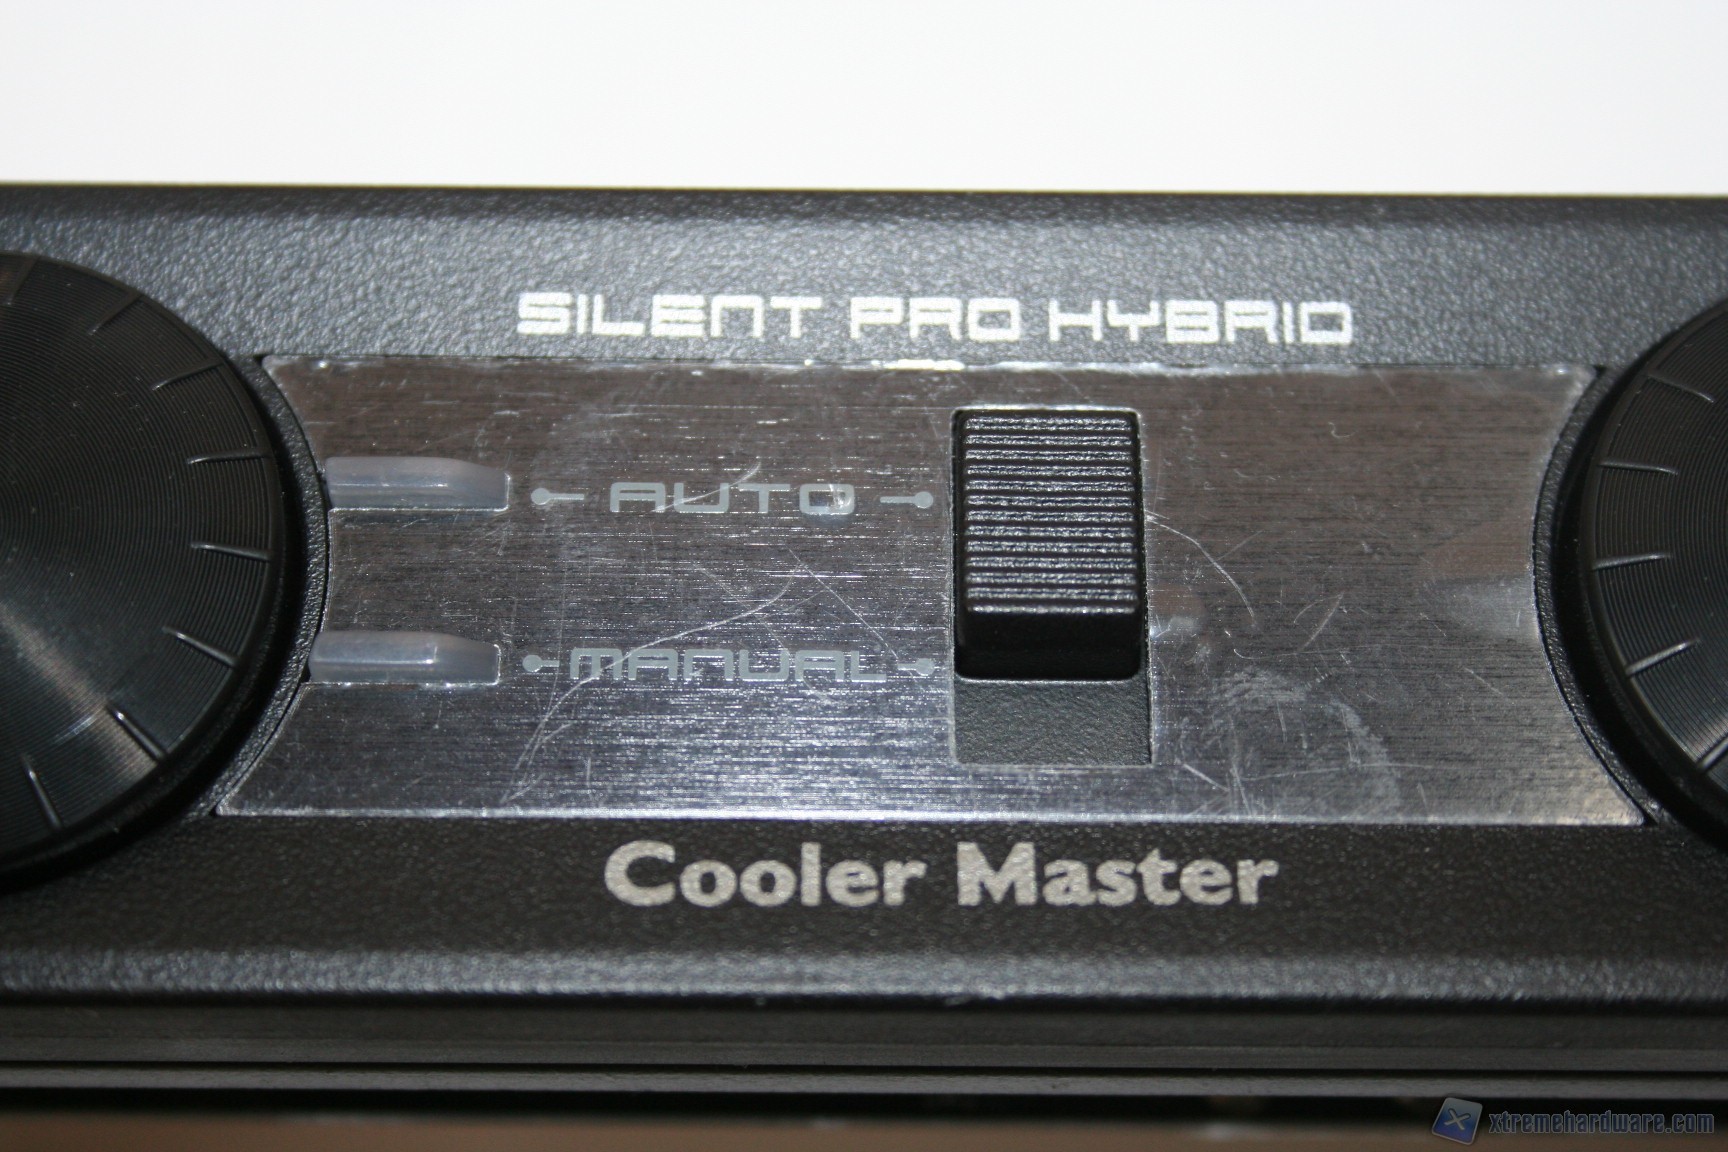 SILENT PRO HYBRID
AUTO
MANUAL
Cooler Master
xtremehardware.com